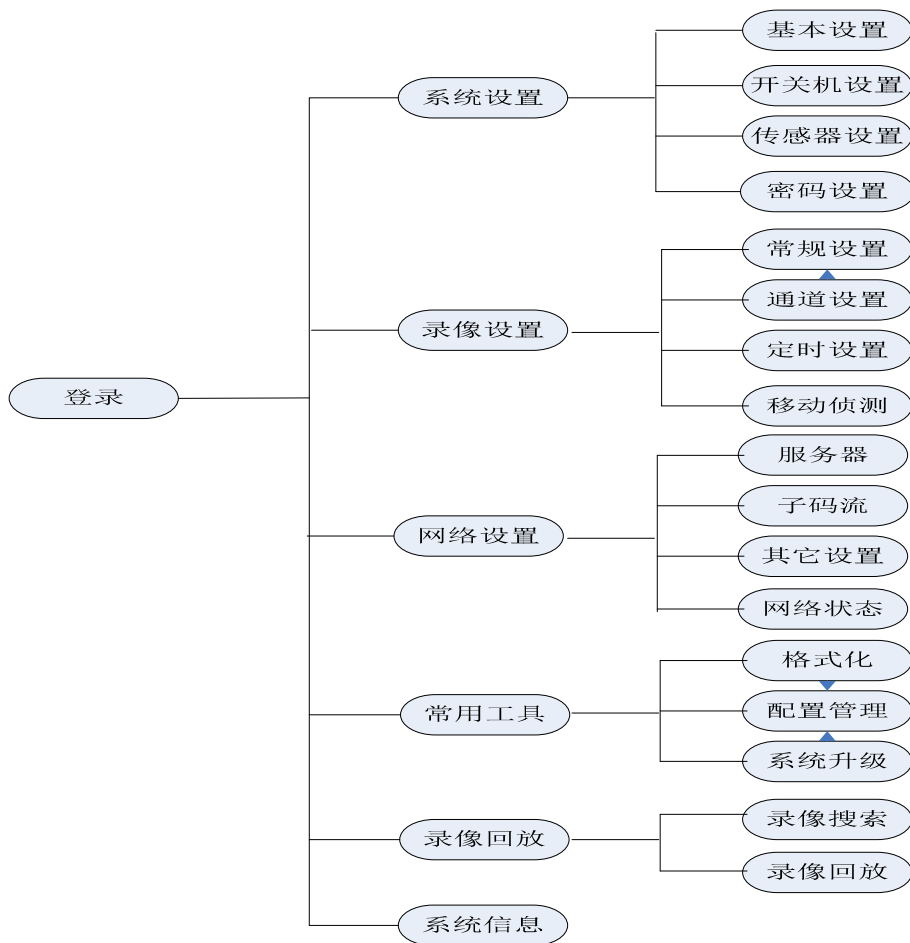 登录
系统设置
基本设置
开关机设置
传感器设置
密码设置
录像设置
常规设置
通道设置
定时设置
移动侦测
网络设置
服务器
子码流
其它设置
网络状态
常用工具
格式化
配置管理
系统升级
录像回放
录像搜索
录像回放
系统信息